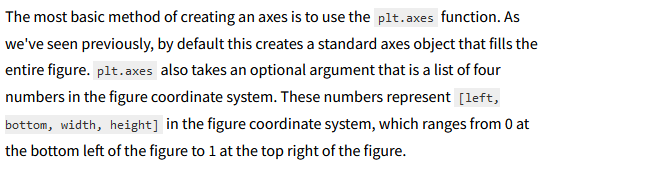 The most basic method of creating an axes is to use the plt.axes function. As
we've seen previously, by default this creates a standard axes object that fills the
entire figure. plt.axes also takes an optional argument that is a list of four
numbers in the figure coordinate system. These numbers represent [left,
bottom, width, height] in the figure coordinate system, which ranges from 0 at
the bottom left of the figure to 1 at the top right of the figure.